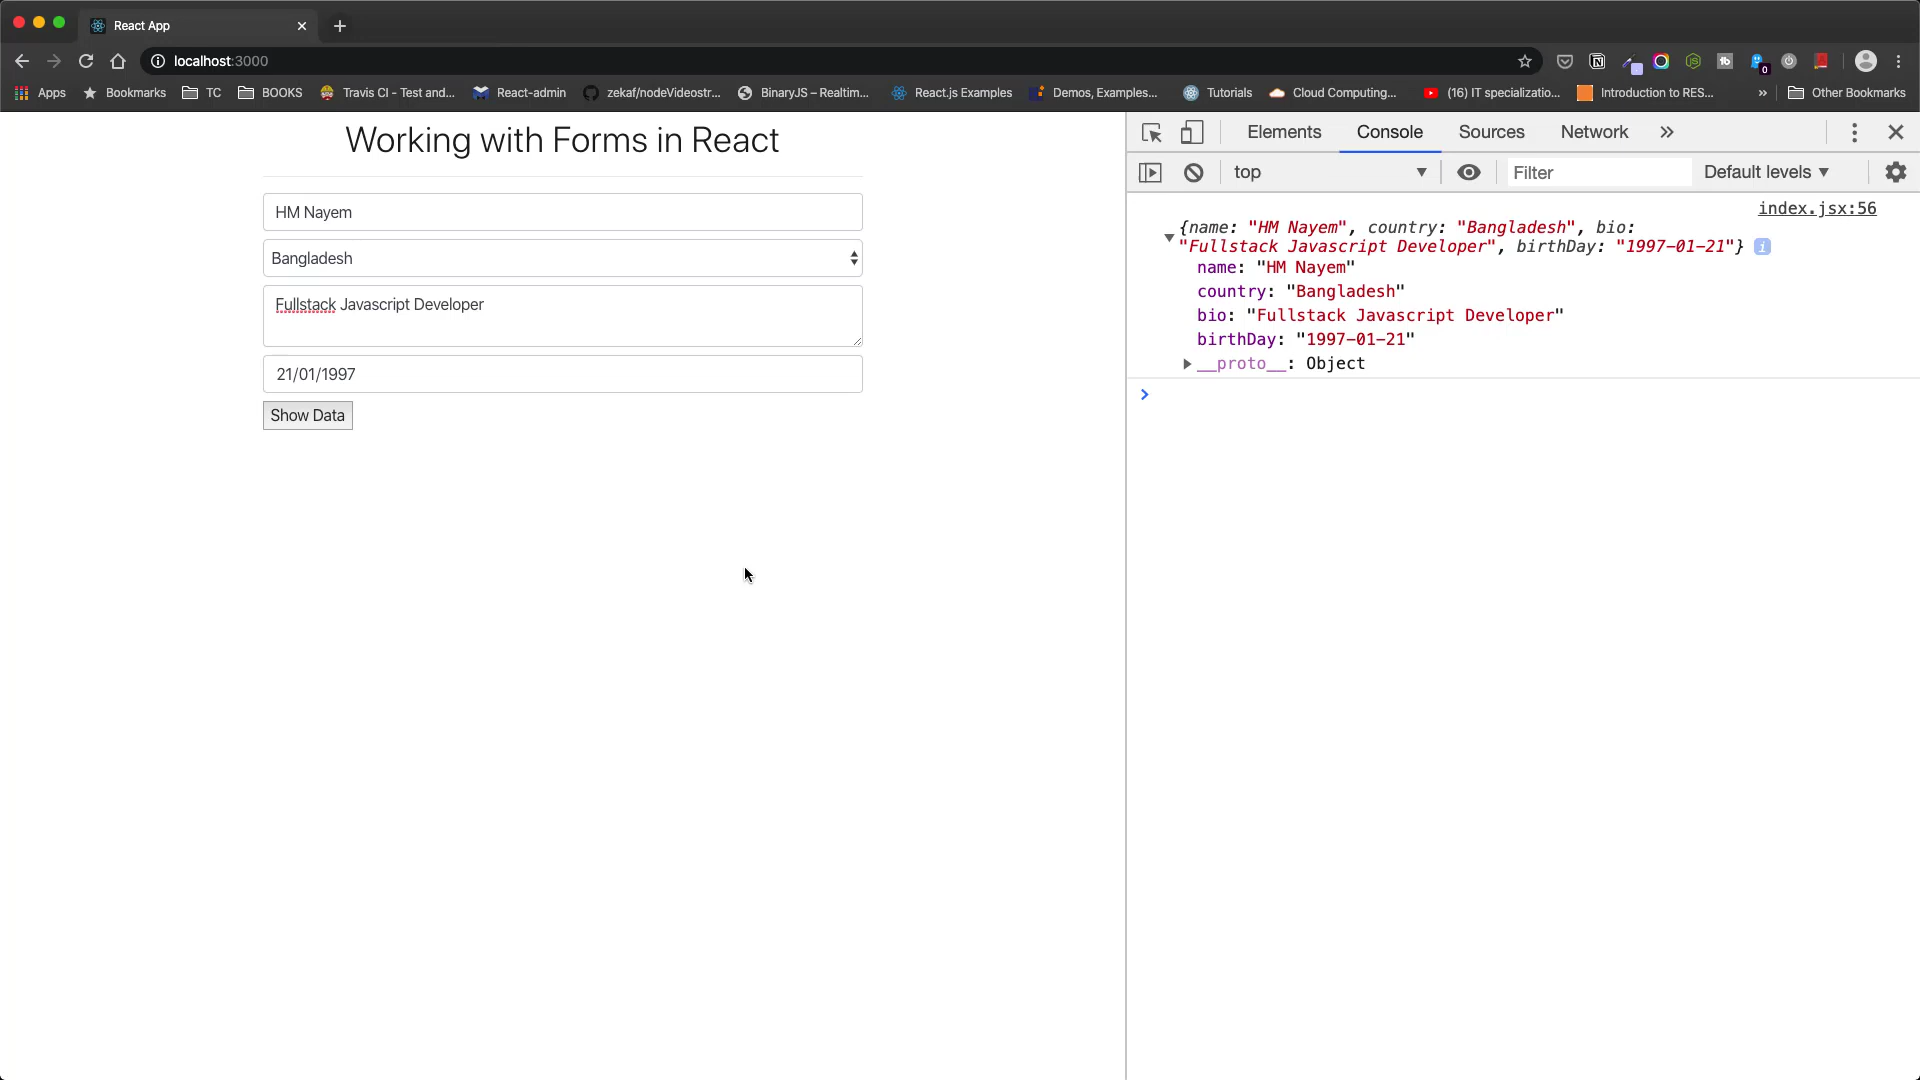 React App
localhost:3000
Apps Bookmarks TC BOOKS Travis CI - Test and... React-admin zekaf/nodeVideostr... BinaryJS – Realtim... React.js Examples Demos, Examples... Tutorials Cloud Computing... (16) IT specializatio... Introduction to RES... » Other Bookmarks
Working with Forms in React
HM Nayem
Bangladesh
Fullstack Javascript Developer
21/01/1997
Show Data
Elements Console Sources Network »
top Filter Default levels
index.jsx:56
{name: "HM Nayem", country: "Bangladesh", bio:
"Fullstack Javascript Developer", birthDay: "1997-01-21"} i
name: "HM Nayem"
country: "Bangladesh"
bio: "Fullstack Javascript Developer"
birthDay: "1997-01-21"
__proto__: Object